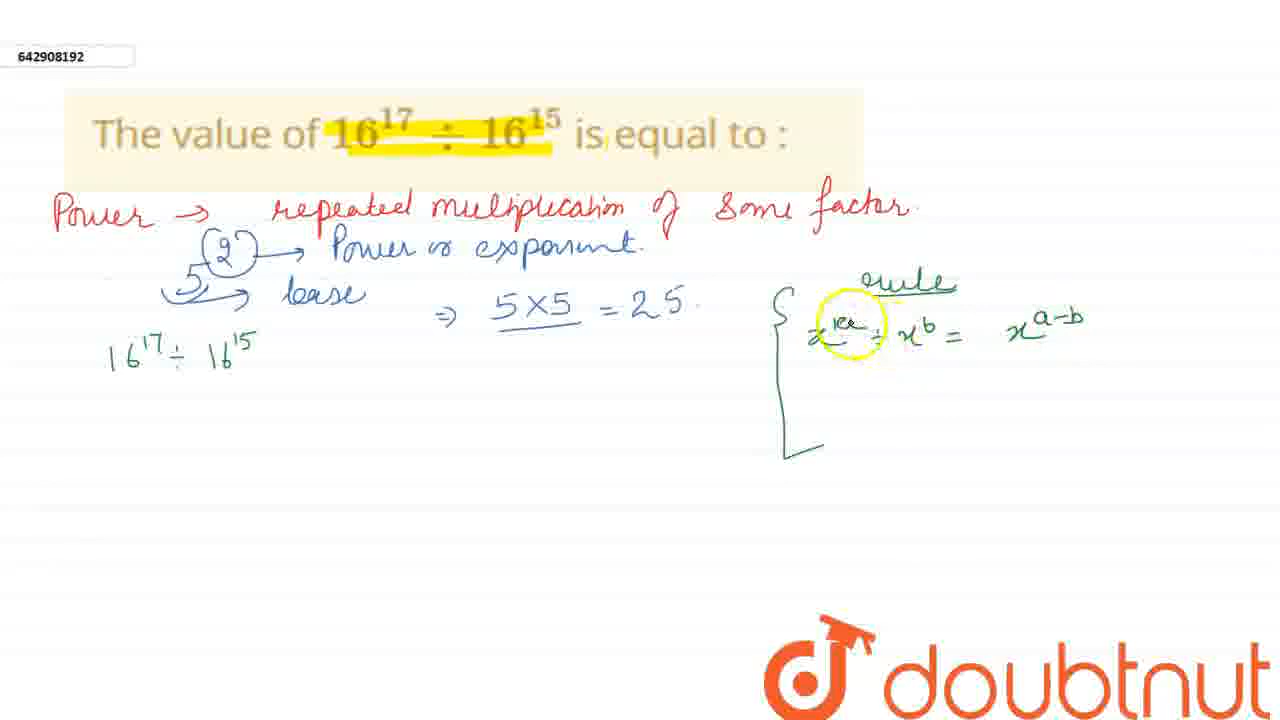 642908192
The value of 16^17 ÷ 16^15 is equal to :
Power → repeated multiplication of some factor.
5^2 → Power or exponent.
→ base
⇒ 5×5 = 25.
rule
16^17 ÷ 16^15
÷ x^b = x^a-b
doubtnut